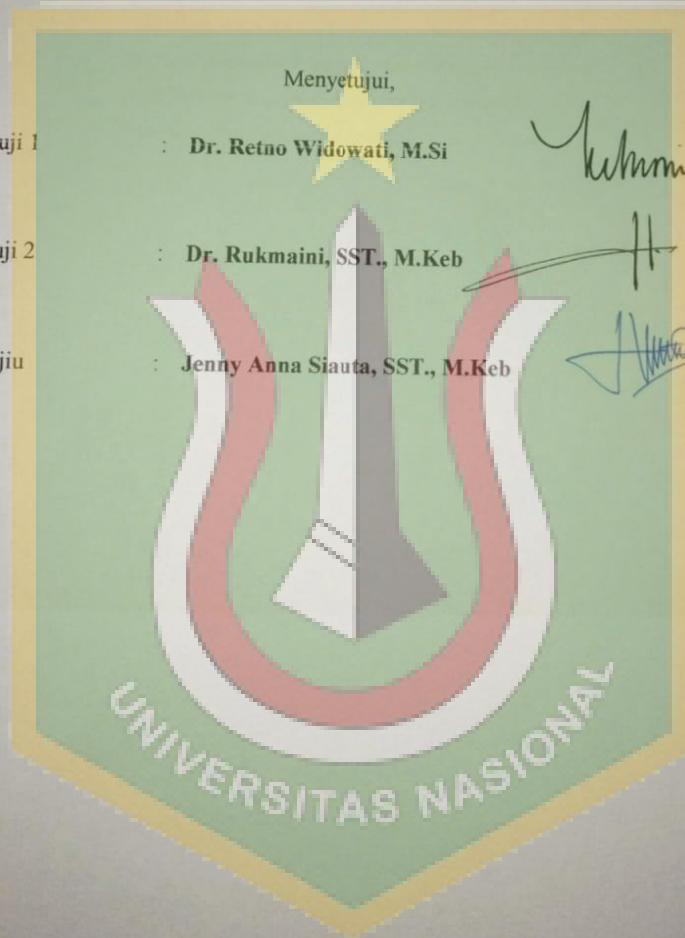 Menyetujui,
uji 1 : Dr. Retno Widowati, M.Si
uji 2 : Dr. Rukmaini, SST., M.Keb
jiu : Jenny Anna Siauta, SST., M.Keb
UNIVERSITAS NASIONAL